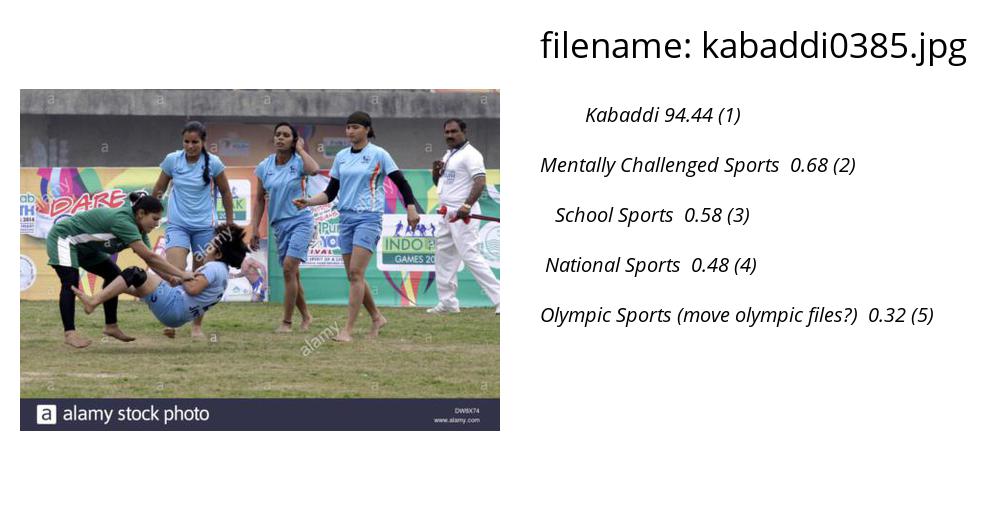 filename: kabaddi0385.jpg
Kabaddi 94.44 (1)
Mentally Challenged Sports 0.68 (2)
School Sports 0.58 (3)
National Sports 0.48 (4)
Olympic Sports (move olympic files?) 0.32 (5)
DARE
INDO P
GAMES 20
alamy
alamy
alamy
a alamy stock photo
DW8X74
www.alamy.com